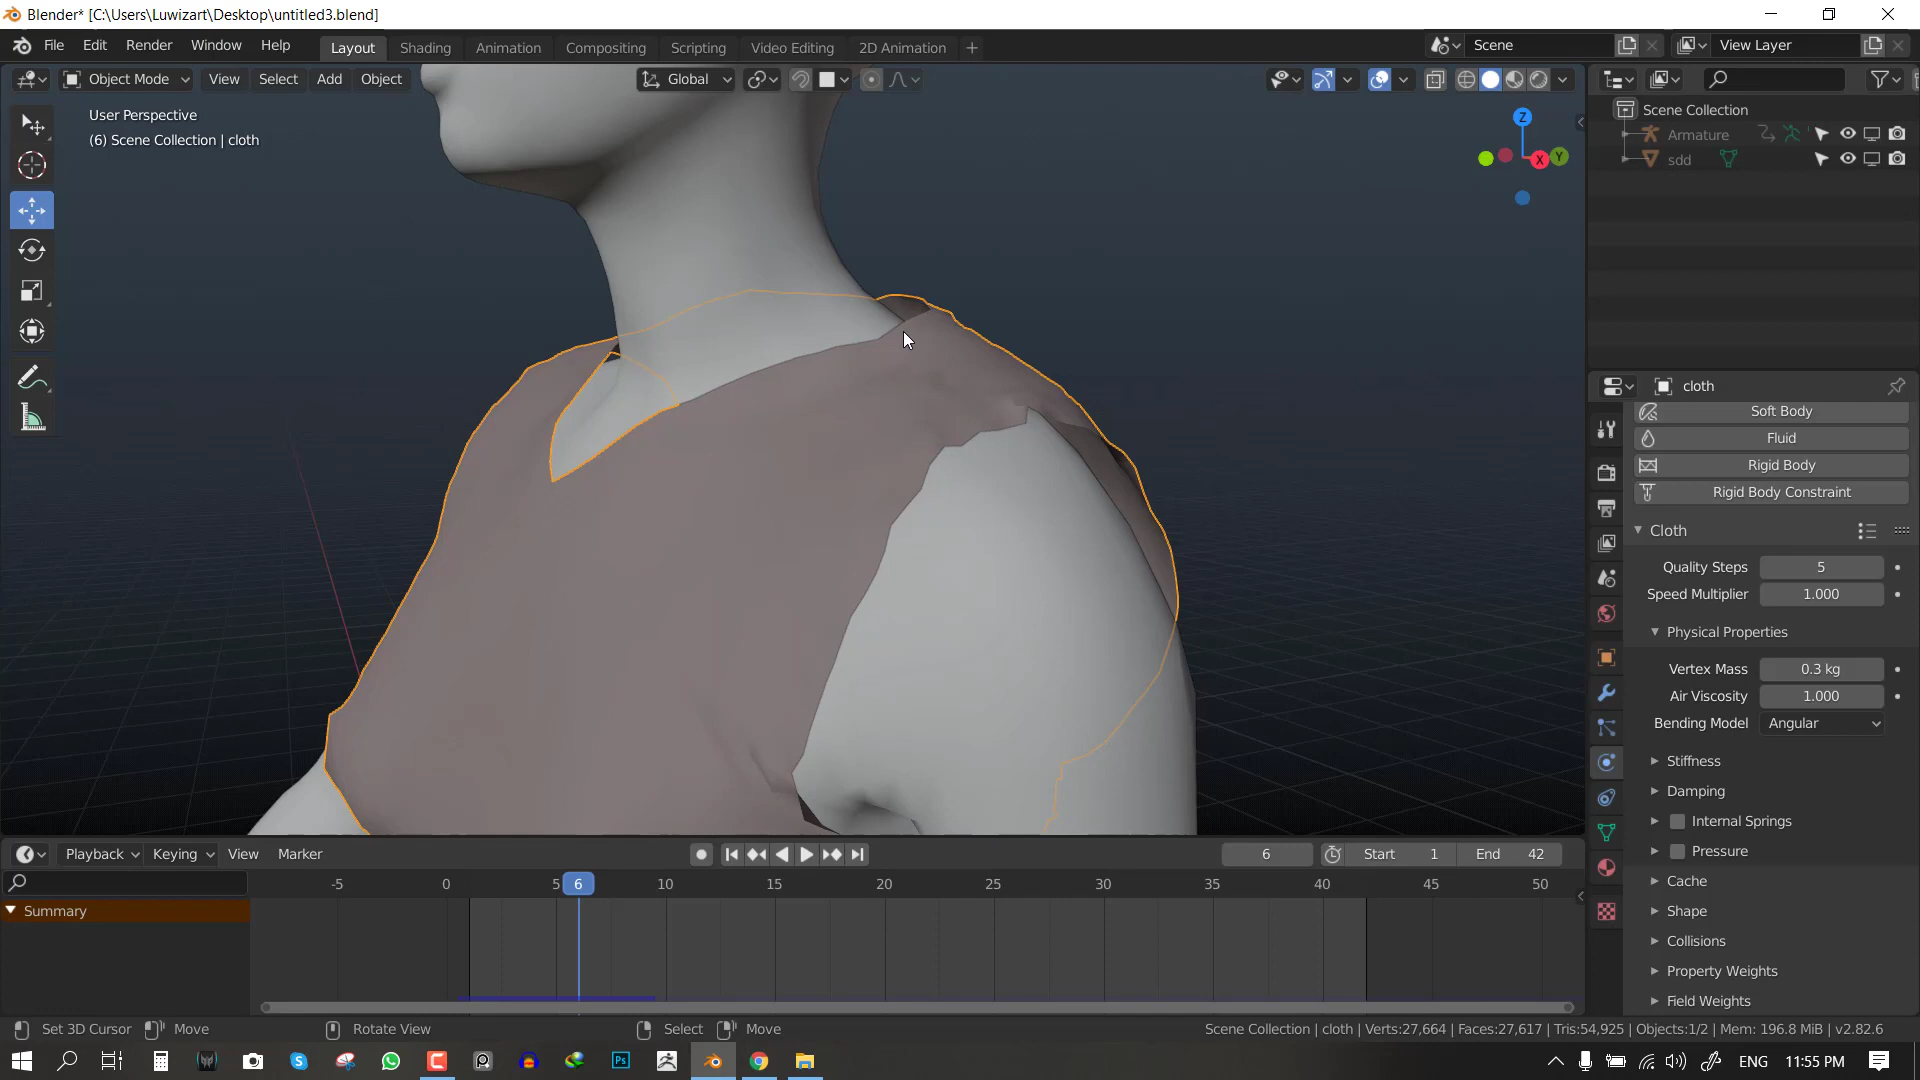 Blender* [C:\Users\Luwizart\Desktop\untitled3.blend]
File Edit Render Window Help Layout Shading Animation Compositing Scripting Video Editing 2D Animation + Scene View Layer
Object Mode View Select Add Object Global
User Perspective
(6) Scene Collection | cloth
Z
X Y
Scene Collection
Armature
sdd
cloth
Soft Body
Fluid
Rigid Body
Rigid Body Constraint
Cloth
Quality Steps 5
Speed Multiplier 1.000
Physical Properties
Vertex Mass 0.3 kg
Air Viscosity 1.000
Bending Model Angular
Stiffness
Damping
Internal Springs
Pressure
Cache
Shape
Collisions
Property Weights
Field Weights
Playback Keying View Marker 6 Start 1 End 42
-5 0 5 6 10 15 20 25 30 35 40 45 50
Summary
Set 3D Cursor Move Rotate View Select Move Scene Collection | cloth | Verts:27,664 | Faces:27,617 | Tris:54,925 | Objects:1/2 | Mem: 196.8 MiB | v2.82.6
S C Ps ENG 11:55 PM